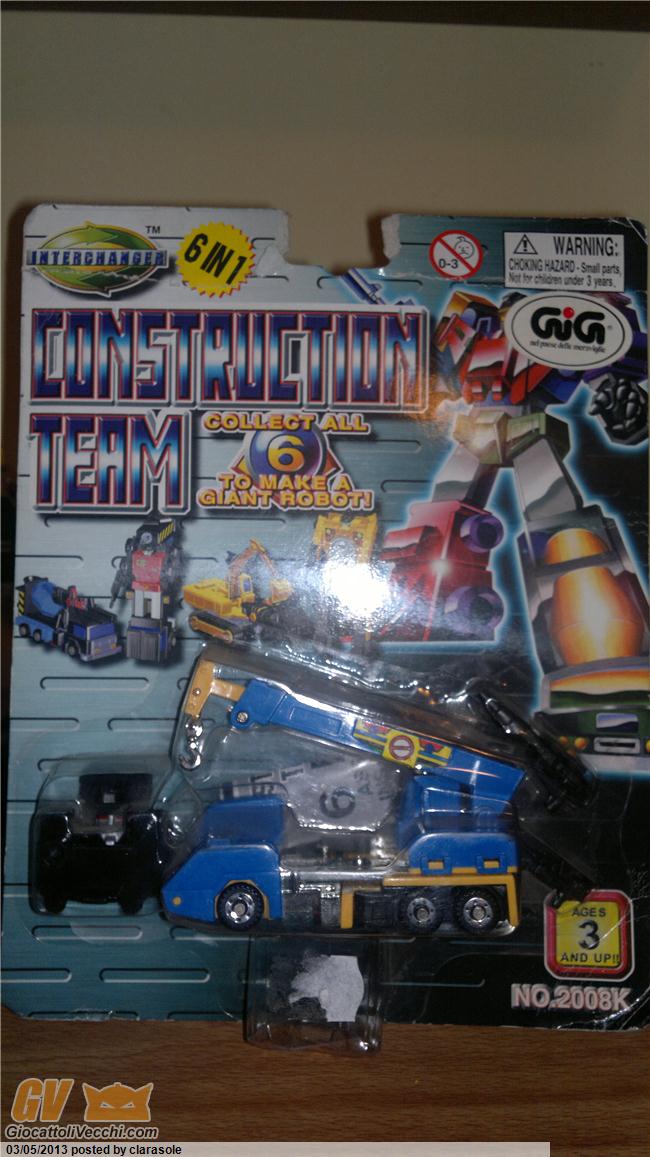 TM
INTERCHANGER
6 IN 1
0-3
WARNING:
CHOKING HAZARD - Small parts,
Not for children under 3 years.
GiG
nel paese delle meraviglie
CONSTRUCTION
TEAM
COLLECT ALL
6
TO MAKE A
GIANT ROBOT!
6
AGES
3
AND UP!!
NO.2008K
GV
GiocattoliVecchi.com
03/05/2013 posted by clarasole